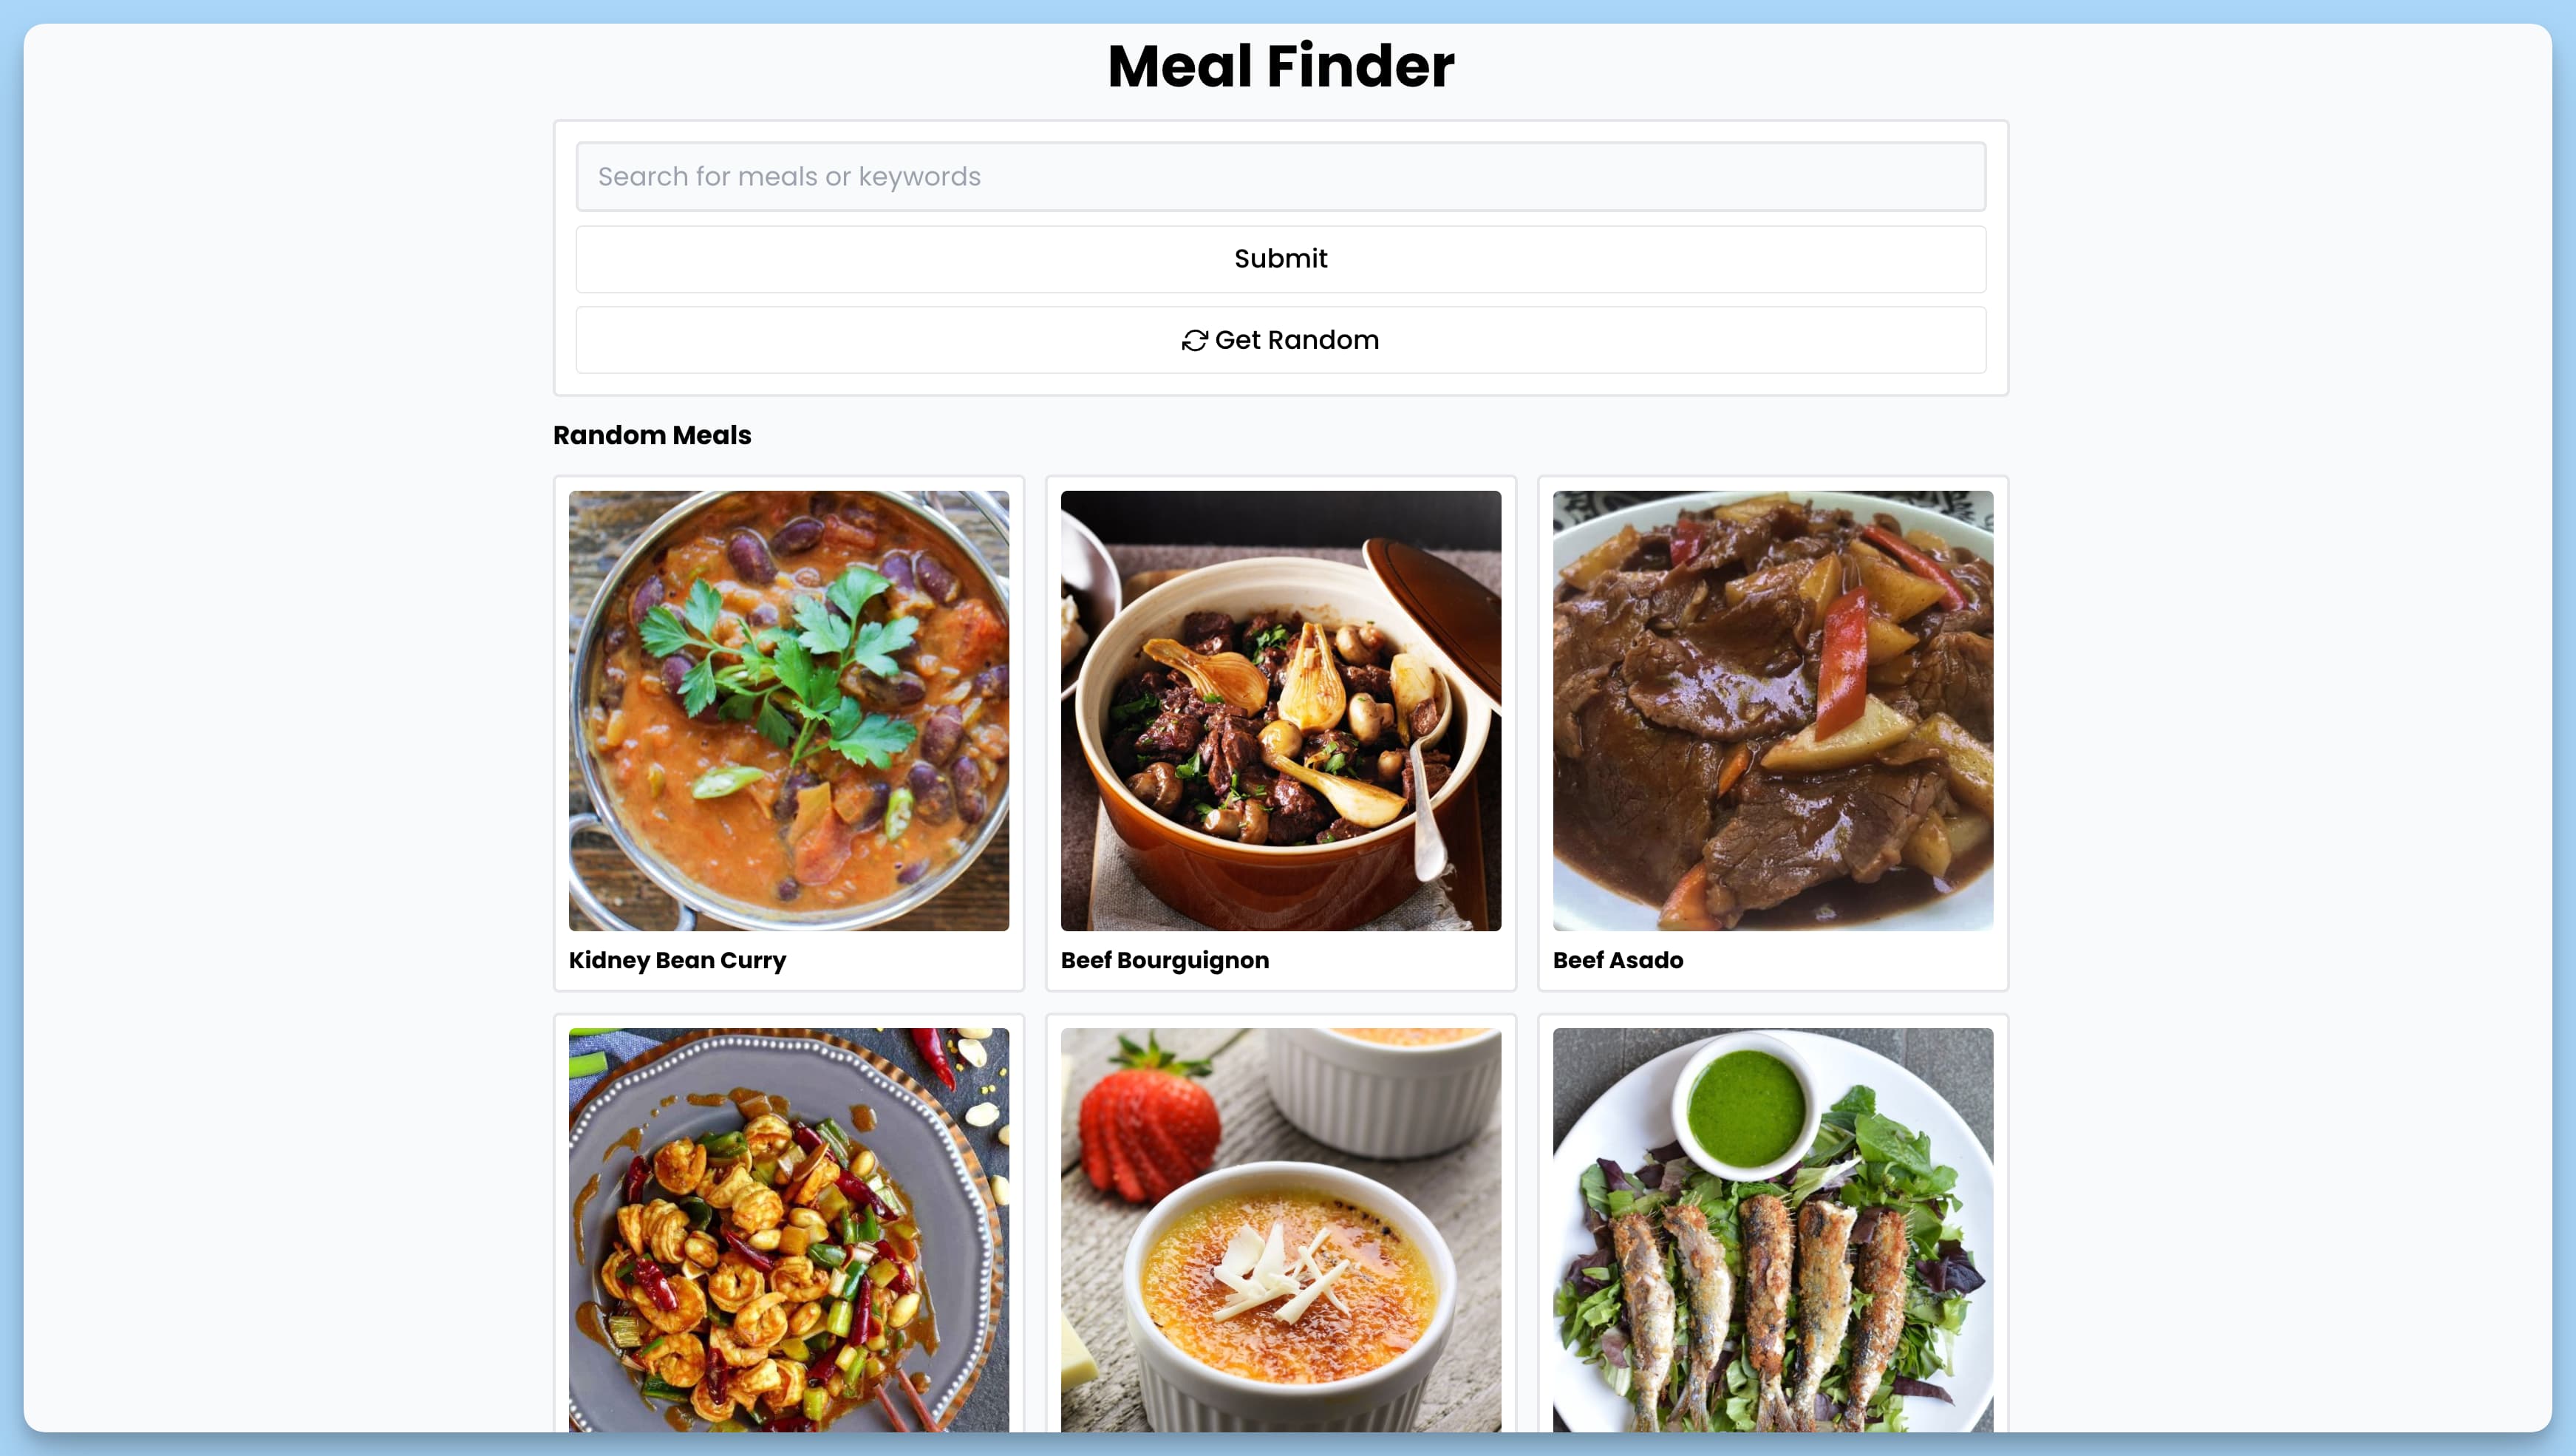 Meal Finder
Search for meals or keywords
Submit
Get Random
Random Meals
Kidney Bean Curry
Beef Bourguignon
Beef Asado